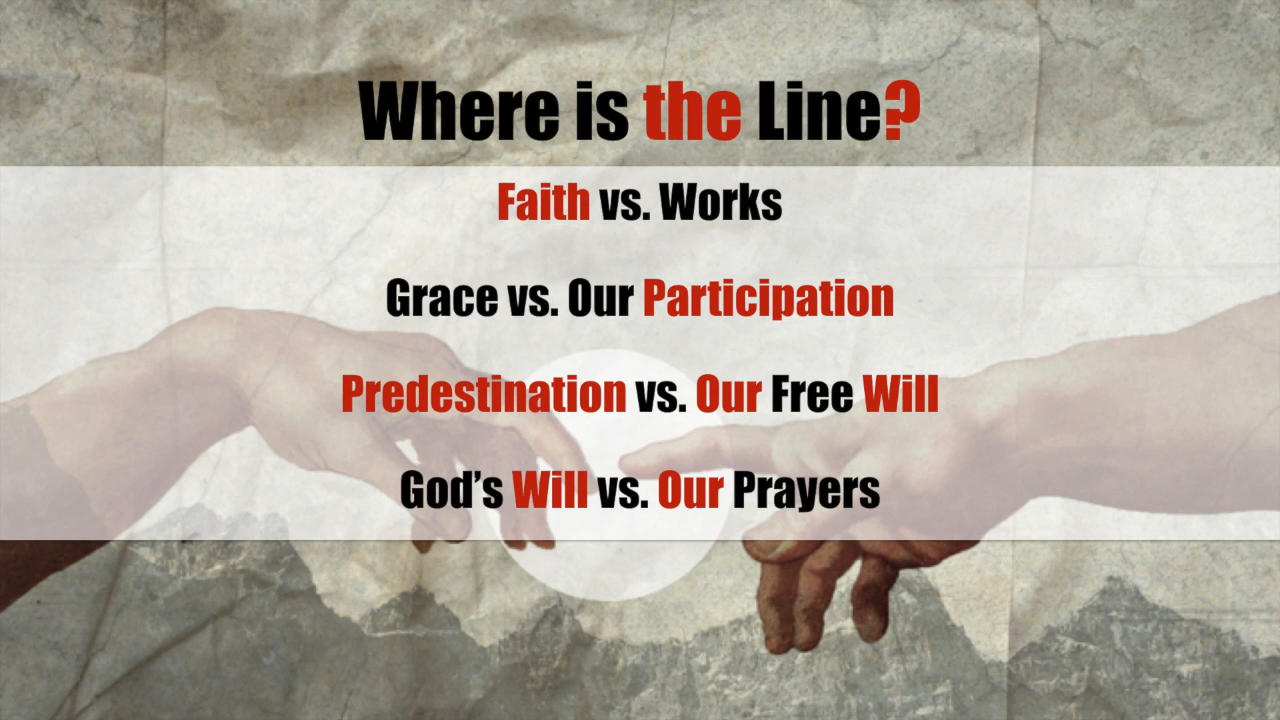 Where is the Line?
Faith vs. Works
Grace vs. Our Participation
Predestination vs. Our Free Will
God’s Will vs. Our Prayers